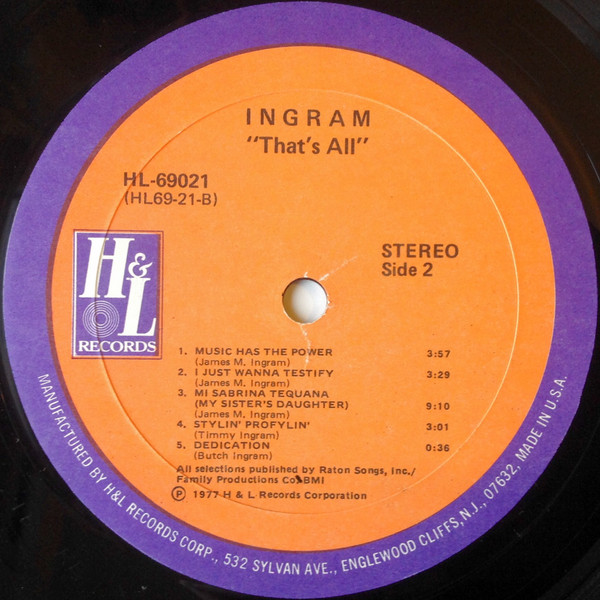 INGRAM
"That's All"
HL-69021
(HL69-21-B)
STEREO
Side 2
H&L
RECORDS
1. MUSIC HAS THE POWER 3:57
(James M. Ingram)
2. I JUST WANNA TESTIFY 3:29
(James M. Ingram)
3. MI SABRINA TEQUANA
(MY SISTER'S DAUGHTER) 9:10
(James M. Ingram)
4. STYLIN' PROFYLIN' 3:01
(Timmy Ingram)
5. DEDICATION 0:36
(Butch Ingram)
All selections published by Raton Songs, Inc./
Family Productions Co. BMI
Ⓟ 1977 H & L Records Corporation
MANUFACTURED BY H&L RECORDS CORP., 532 SYLVAN AVE., ENGLEWOOD CLIFFS, N.J., 07632, MADE IN U.S.A.